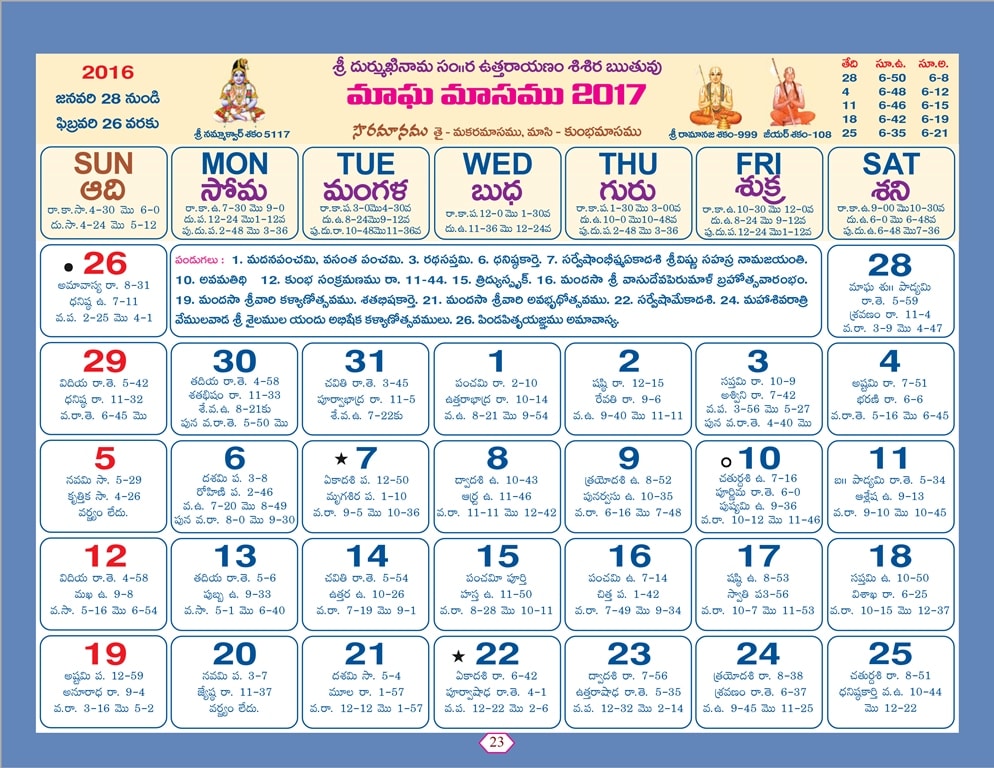 2016
జనవరి 28 నుండి
ఫిబ్రవరి 26 వరకు
శ్రీ నమ్మాళ్వార్ శకం 5117
శ్రీ దుర్ముఖినామ సం౹౹ర ఉత్తరాయణం శిశిర ఋతువు
మాఘ మాసము 2017
సౌరమానము తై - మకరమాసము, మాసి - కుంభమాసము
శ్రీ రామానుజ శకం-999 జీయర్ శకం-108
తేది సూ.ఉ. సూ.అ.
28 6-50 6-8
4 6-48 6-12
11 6-46 6-15
18 6-42 6-19
25 6-35 6-21
SUN MON TUE WED THU FRI SAT
ఆది సోమ మంగళ బుధ గురు శుక్ర శని
రా.కా.సా.4-30 మొ 6-0
దు.సా. 4-24 మొ 5-12
రా.కా.ఉ. 7-30 మొ 9-0
దు.ప.12-24 మొ1-12వ
పు.దు.ప. 2-48 మొ 3-36
రా.కా.ప.3-0మొ4-30వ
దు.ఉ.8-24మొ9-12వ
పు.దు.రా.10-48మొ11-36వ
రా.కా.ప.12-0 మొ 1-30వ
దు.ఉ.11-36 మొ 12-24వ
రా.కా.ప.1-30 మొ 3-00వ
దు.ఉ.10-0 మొ 10-48వ
పు.దు.ప.2-48 మొ 3-36
రా.కా.ఉ.10-30 మొ 12-0వ
దు.ఉ.8-24 మొ 9-12వ
పు.దు.ప.12-24 మొ1-12వ
రా.కా.ఉ.9-00 మొ10-30వ
దు.ఉ.6-0 మొ 6-48వ
పు.దు.ఉ.6-48 మొ7-36
26
అమావాస్య రా. 8-31
ధనిష్ఠ ఉ. 7-11
వ.ప. 2-25 మొ 4-1
పండుగలు : 1. మదనపంచమి, వసంత పంచమి. 3. రథసప్తమి. 6. ధనిష్ఠకార్తె. 7. సర్వేషాంభీష్మఏకాదశి శ్రీవిష్ణు సహస్ర నామజయంతి.
10. అవమతిథి 12. కుంభ సంక్రమణము రా. 11-44. 15. త్రిద్యుస్పృక్. 16. మందసా శ్రీ వాసుదేవపెరుమాళ్ బ్రహోత్సవారంభం.
19. మందసా శ్రీవారి కళ్యాణోత్సవము. శతభిషకార్తె. 21. మందసా శ్రీవారి అవభృథోత్సవము. 22. సర్వేషామేకాదశి. 24. మహాశివరాత్రి
వేములవాడ శ్రీ శైలముల యందు అభిషేక కళ్యాణోత్సవములు. 26. పిండపితృయజ్ఞము అమావాస్య.
28
మాఘ శు౹౹ పాడ్యమి
రా.తె. 5-59
శ్రవణం రా. 11-4
వ.రా. 3-9 మొ 4-47
29
విదియ రా.తె. 5-42
ధనిష్ఠ రా. 11-32
వ.రా.తె. 6-45 మొ
30
తదియ రా.తె. 4-58
శతభిషం రా. 11-33
శే.వ.ఉ. 8-21కు
పున వ.రా.తె. 5-50 మొ
31
చవితి రా.తె. 3-45
పూర్వాభాద్ర రా. 11-5
శే.వ.ఉ. 7-22కు
1
పంచమి రా. 2-10
ఉత్తరాభాద్ర రా. 10-14
వ.ఉ. 8-21 మొ 9-54
2
షష్ఠి రా. 12-15
రేవతి రా. 9-6
వ.ఉ. 9-40 మొ 11-11
3
సప్తమి రా. 10-9
అశ్విని రా. 7-42
వ.ప. 3-56 మొ 5-27
పున వ.రా.తె. 4-40 మొ
4
అష్టమి రా. 7-51
భరణి రా. 6-6
వ.రా.తె. 5-16 మొ 6-45
5
నవమి సా. 5-29
కృత్తిక సా. 4-26
వర్జ్యం లేదు.
6
దశమి ప. 3-8
రోహిణి ప. 2-46
వ.ఉ. 7-20 మొ 8-49
పున వ.రా. 8-0 మొ 9-30
★ 7
ఏకాదశి ప. 12-50
మృగశిర ప. 1-10
వ.రా. 9-5 మొ 10-36
8
ద్వాదశి ఉ. 10-43
ఆర్ద్ర ఉ. 11-46
వ.రా. 11-11 మొ 12-42
9
త్రయోదశి ఉ. 8-52
పునర్వసు ఉ. 10-35
వ.రా. 6-16 మొ 7-48
10
చతుర్దశి ఉ. 7-16
పూర్ణిమ రా.తె. 6-0
పుష్యమి ఉ. 9-36
వ.రా. 10-12 మొ 11-46
11
బ౹౹ పాడ్యమి రా.తె. 5-34
ఆశ్లేష ఉ. 9-13
వ.రా. 9-10 మొ 10-45
12
విదియ రా.తె. 4-58
మఖ ఉ. 9-8
వ.సా. 5-16 మొ 6-54
13
తదియ రా.తె. 5-6
పుబ్బ ఉ. 9-33
వ.సా. 5-1 మొ 6-40
14
చవితి రా.తె. 5-54
ఉత్తర ఉ. 10-26
వ.రా. 7-19 మొ 9-1
15
పంచమీ పూర్తి
హస్త ఉ. 11-50
వ.రా. 8-28 మొ 10-11
16
పంచమి ఉ. 7-14
చిత్త ప. 1-42
వ.రా. 7-49 మొ 9-34
17
షష్ఠి ఉ. 8-53
స్వాతి ప3-56
వ.రా. 10-7 మొ 11-53
18
సప్తమి ఉ. 10-50
విశాఖ రా. 6-25
వ.రా. 10-15 మొ 12-37
19
అష్టమి ప. 12-59
అనూరాధ రా. 9-4
వ.రా. 3-16 మొ 5-2
20
నవమి ప. 3-7
జ్యేష్ఠ రా. 11-37
వర్జ్యం లేదు.
21
దశమి సా. 5-4
మూల రా. 1-57
వ.రా. 12-12 మొ 1-57
★ 22
ఏకాదశి రా. 6-42
పూర్వాషాఢ రా.తె. 4-1
వ.ప. 12-22 మొ 2-6
23
ద్వాదశి రా. 7-56
ఉత్తరాషాఢ రా.తె. 5-35
వ.ప. 12-32 మొ 2-14
24
త్రయోదశి రా. 8-38
శ్రవణం రా.తె. 6-37
వ.ఉ. 9-45 మొ 11-25
25
చతుర్దశి రా. 8-51
ధనిష్ఠకార్తి వ.ఉ. 10-44
మొ 12-22
23